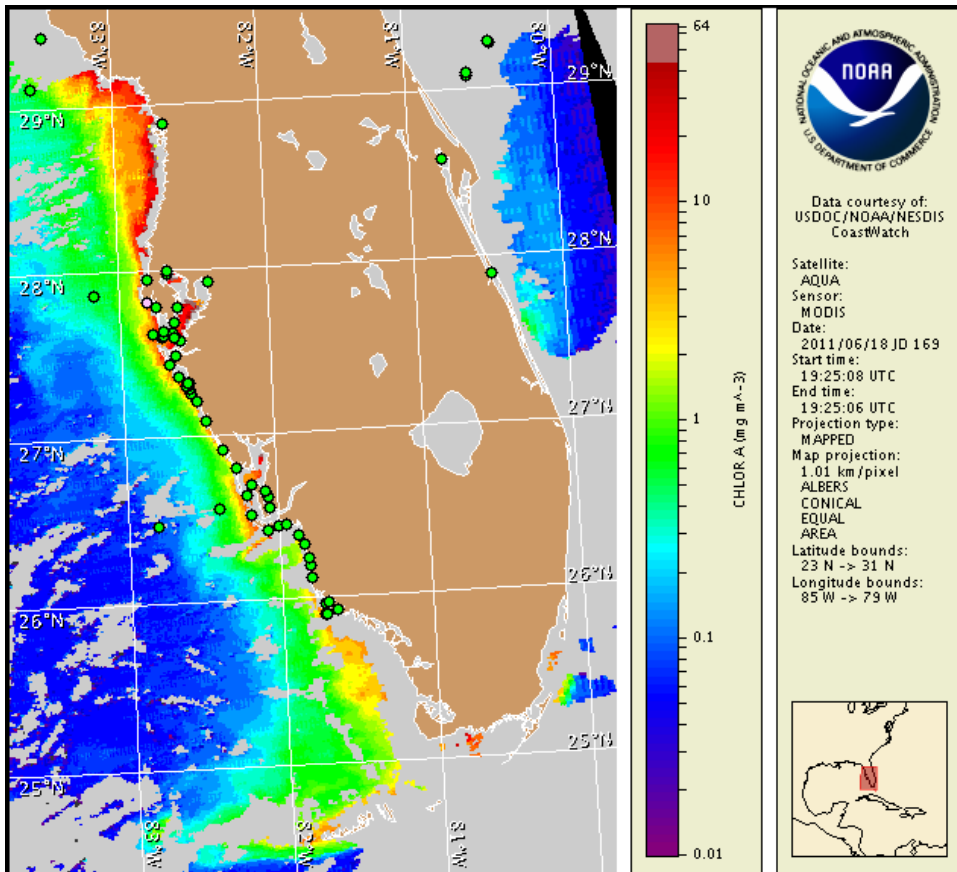 83°W
82°W
81°W
80°W
29°N
29°N
28°N
28°N
27°N
27°N
26°N
26°N
25°N
25°N
83°W
82°W
81°W
64
10
1
0.1
0.01
CHLOR A (mg m^-3)
NATIONAL OCEANIC AND ATMOSPHERIC ADMINISTRATION
NOAA
U.S. DEPARTMENT OF COMMERCE
Data courtesy of:
USDOC/NOAA/NESDIS
CoastWatch
Satellite:
AQUA
Sensor:
MODIS
Date:
2011/06/18 JD 169
Start time:
19:25:08 UTC
End time:
19:25:06 UTC
Projection type:
MAPPED
Map projection:
1.01 km/pixel
ALBERS
CONICAL
EQUAL
AREA
Latitude bounds:
23 N -> 31 N
Longitude bounds:
85 W -> 79 W